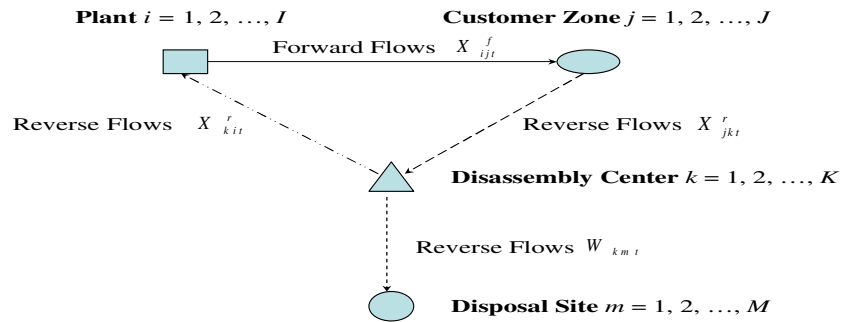 Plant i = 1, 2, …, I
Customer Zone j = 1, 2, …, J
Forward Flows X f ijt
Reverse Flows X r kit
Reverse Flows X r jkt
Disassembly Center k = 1, 2, …, K
Reverse Flows W kmt
Disposal Site m = 1, 2, …, M